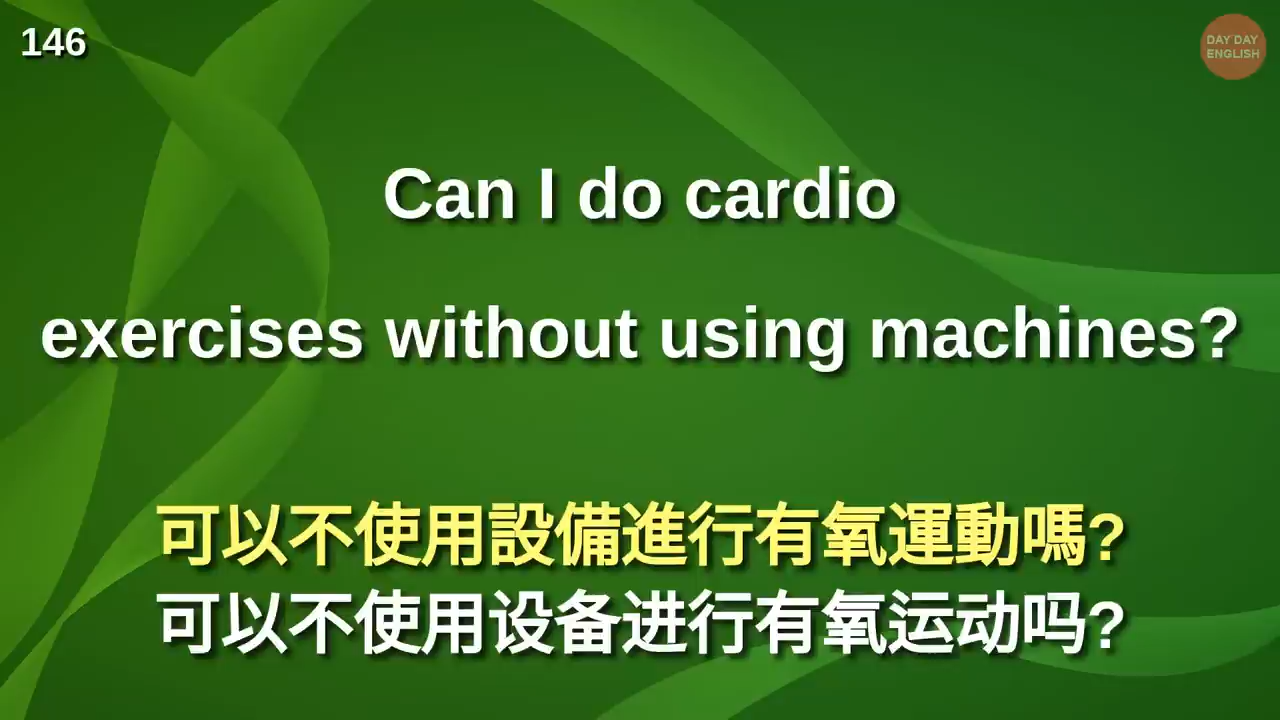 146
DAY DAY
ENGLISH
Can I do cardio
exercises without using machines?
可以不使用設備進行有氧運動嗎?
可以不使用设备进行有氧运动吗?